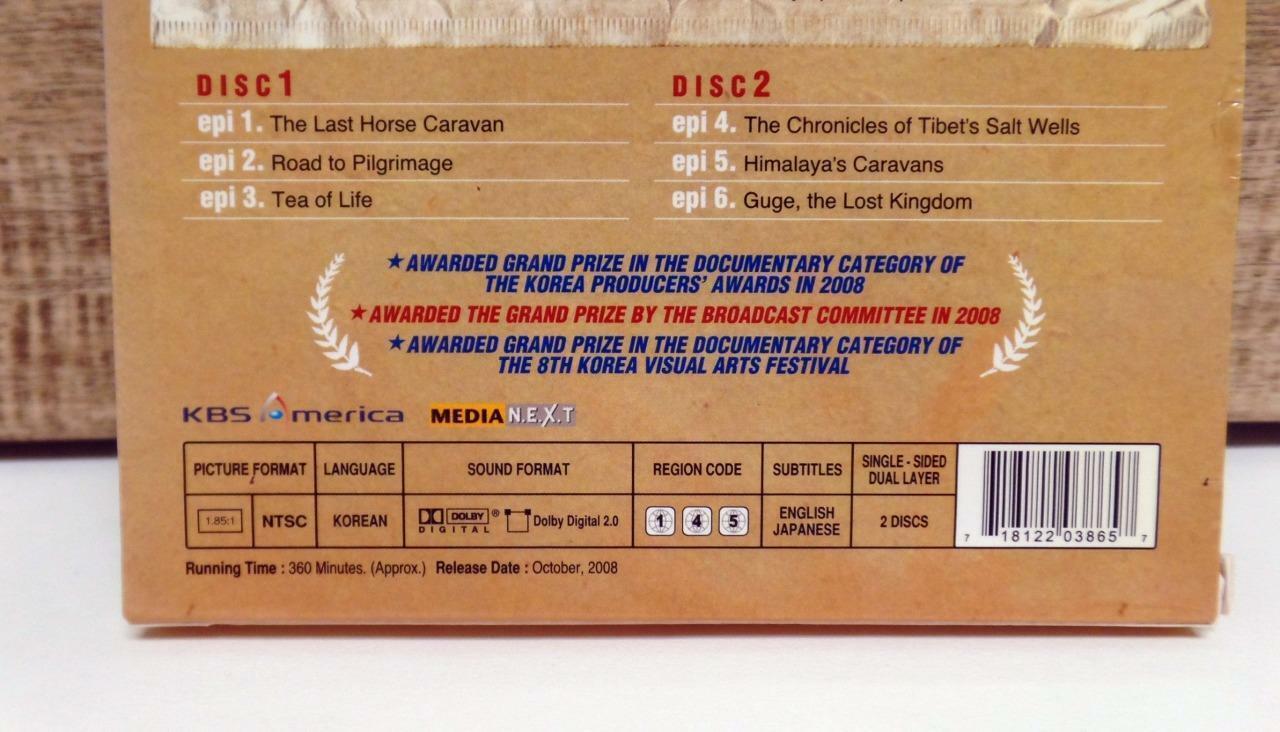 DISC 1
epi 1. The Last Horse Caravan
epi 2. Road to Pilgrimage
epi 3. Tea of Life
DISC 2
epi 4. The Chronicles of Tibet's Salt Wells
epi 5. Himalaya's Caravans
epi 6. Guge, the Lost Kingdom
★AWARDED GRAND PRIZE IN THE DOCUMENTARY CATEGORY OF
THE KOREA PRODUCERS' AWARDS IN 2008
★AWARDED THE GRAND PRIZE BY THE BROADCAST COMMITTEE IN 2008
★AWARDED GRAND PRIZE IN THE DOCUMENTARY CATEGORY OF
THE 8TH KOREA VISUAL ARTS FESTIVAL
KBS America MEDIA N.E.X.T
PICTURE FORMAT LANGUAGE SOUND FORMAT REGION CODE SUBTITLES SINGLE - SIDED
DUAL LAYER
1.85:1 NTSC KOREAN DOLBY DIGITAL ® Dolby Digital 2.0 1 4 5 ENGLISH
JAPANESE 2 DISCS
7 18122 03865 7
Running Time : 360 Minutes. (Approx.) Release Date : October, 2008